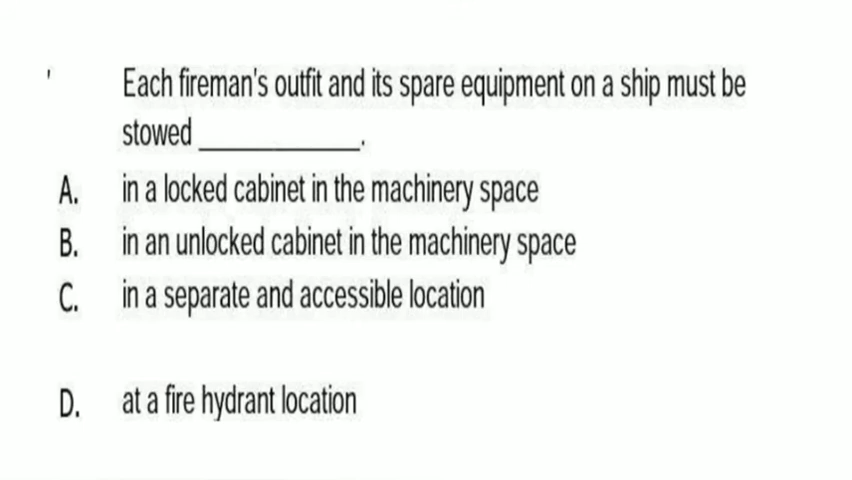 Each fireman's outfit and its spare equipment on a ship must be
stowed ____________.
A. in a locked cabinet in the machinery space
B. in an unlocked cabinet in the machinery space
C. in a separate and accessible location
D. at a fire hydrant location